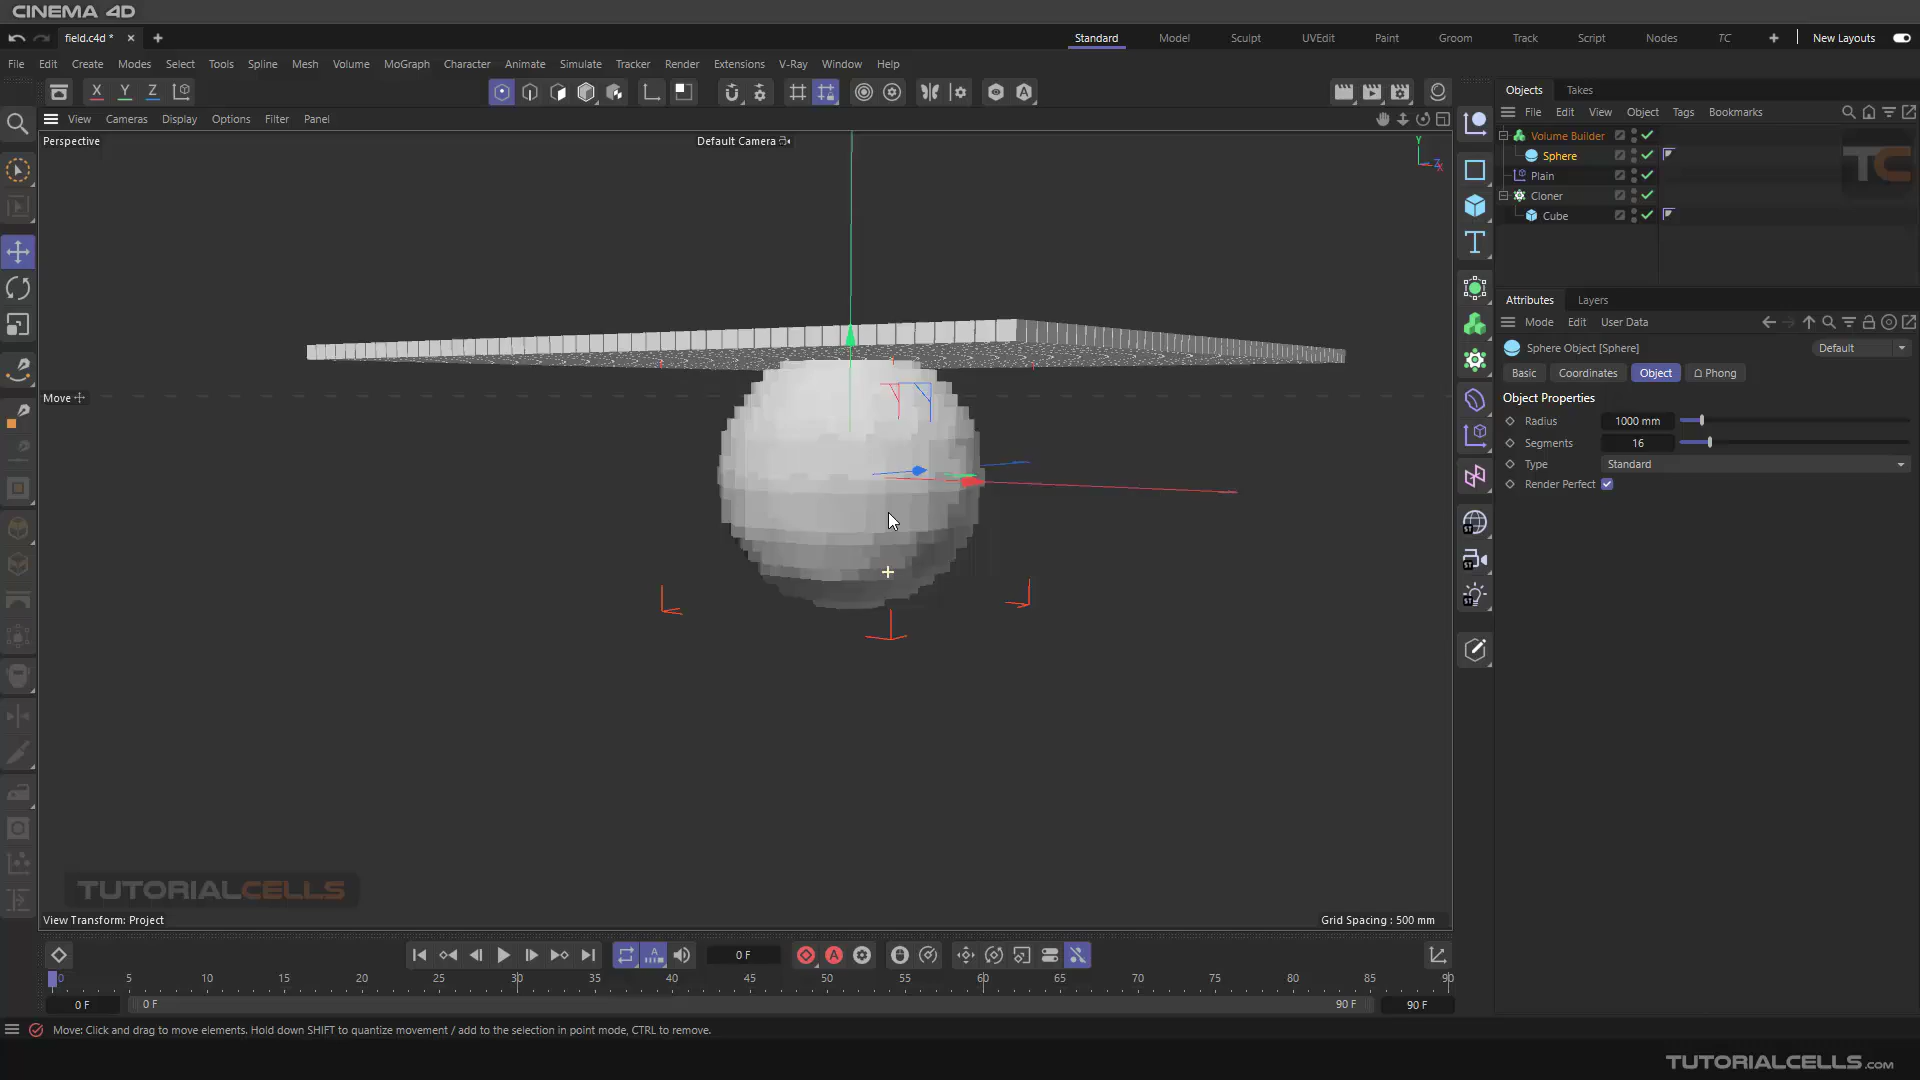 CINEMA 4D
field.c4d *
Standard
Model
Sculpt
UVEdit
Paint
Groom
Track
Script
Nodes
TC
New Layouts
File Edit Create Modes Select Tools Spline Mesh Volume MoGraph Character Animate Simulate Tracker Render Extensions V-Ray Window Help
X Y Z
View Cameras Display Options Filter Panel
Perspective
Default Camera
Y
Z
X
Move
TUTORIALCELLS
View Transform: Project
Grid Spacing : 500 mm
Objects Takes
File Edit View Object Tags Bookmarks
Volume Builder
Sphere
Plain
Cloner
Cube
TC
Attributes Layers
Mode Edit User Data
Sphere Object [Sphere]
Default
Basic Coordinates Object Phong
Object Properties
Radius 1000 mm
Segments 16
Type Standard
Render Perfect
ST
ST
ST
0 F
0 5 10 15 20 25 30 35 40 45 50 55 60 65 70 75 80 85 90
0 F 0 F 90 F 90 F
Move: Click and drag to move elements. Hold down SHIFT to quantize movement / add to the selection in point mode, CTRL to remove.
TUTORIALCELLS.COM